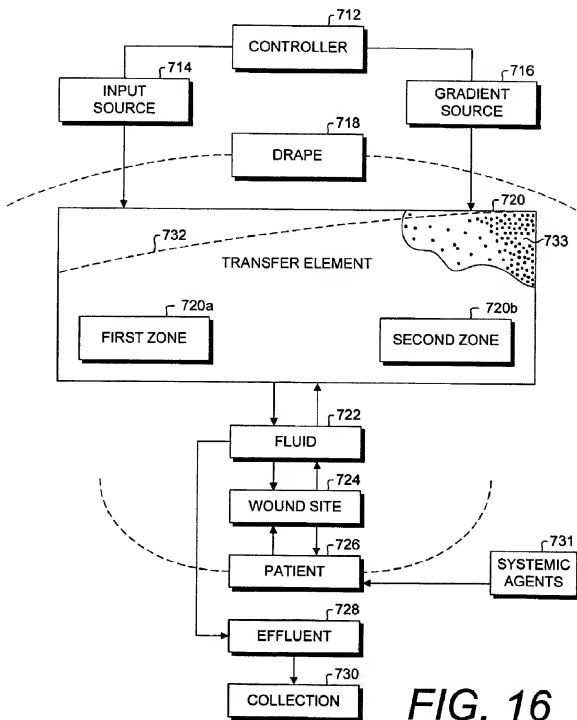 712
CONTROLLER
714
INPUT
SOURCE
716
GRADIENT
SOURCE
718
DRAPE
720
732
733
TRANSFER ELEMENT
720a
FIRST ZONE
720b
SECOND ZONE
722
FLUID
724
WOUND SITE
726
PATIENT
731
SYSTEMIC
AGENTS
728
EFFLUENT
730
COLLECTION
FIG. 16